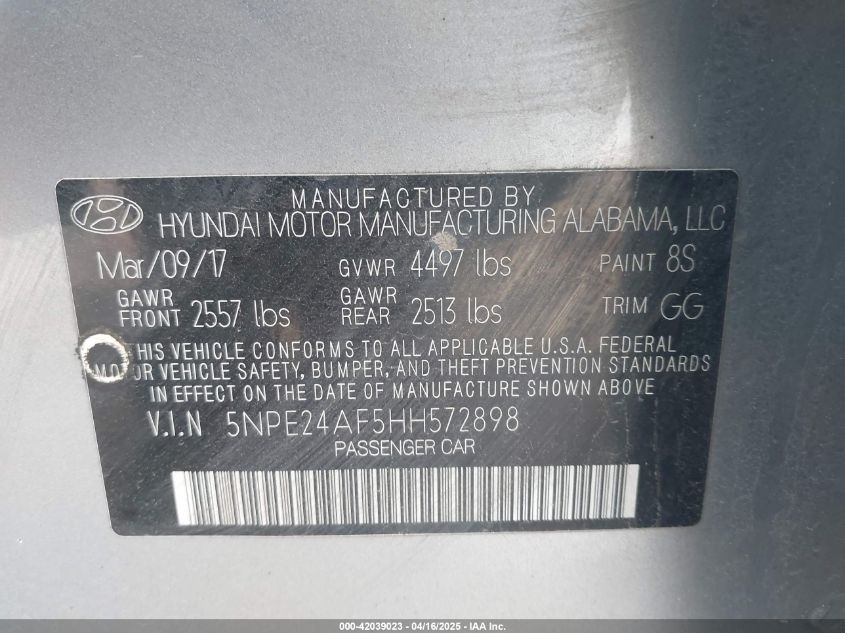 MANUFACTURED BY
HYUNDAI MOTOR MANUFACTURING ALABAMA, LLC
Mar/09/17 GVWR 4497 lbs PAINT 8S
GAWR FRONT 2557 lbs GAWR REAR 2513 lbs TRIM GG
THIS VEHICLE CONFORMS TO ALL APPLICABLE U.S.A. FEDERAL
MOTOR VEHICLE SAFETY, BUMPER, AND THEFT PREVENTION STANDARDS
IN EFFECT ON THE DATE OF MANUFACTURE SHOWN ABOVE
V.I.N 5NPE24AF5HH572898
PASSENGER CAR
000-42039023 - 04/16/2025 - IAA Inc.